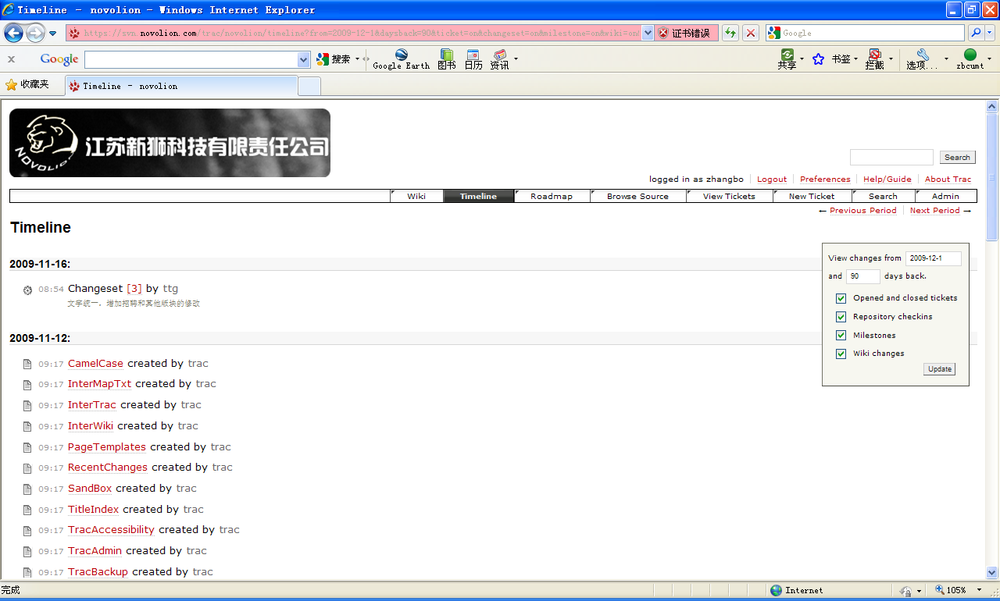 Timeline - novolion - Windows Internet Explorer
https://svn.novolion.com/trac/novolion/timeline?from=2009-12-1&daysback=90&ticket=on&changeset=on&milestone=on&wiki=on 证书错误 Google
x Google 搜索 Google Earth 图书 日历 资讯 共享 书签 拦截 选项... zbcumt
收藏夹 Timeline - novolion
NOVOLION 江苏新狮科技有限责任公司
Search
logged in as zhangbo Logout Preferences Help/Guide About Trac
Wiki Timeline Roadmap Browse Source View Tickets New Ticket Search Admin
← Previous Period Next Period →
Timeline
View changes from 2009-12-1
and 90 days back.
Opened and closed tickets
Repository checkins
Milestones
Wiki changes
Update
2009-11-16:
08:54 Changeset [3] by ttg
文字统一，增加招聘和其他版块的修改
2009-11-12:
09:17 CamelCase created by trac
09:17 InterMapTxt created by trac
09:17 InterTrac created by trac
09:17 InterWiki created by trac
09:17 PageTemplates created by trac
09:17 RecentChanges created by trac
09:17 SandBox created by trac
09:17 TitleIndex created by trac
09:17 TracAccessibility created by trac
09:17 TracAdmin created by trac
09:17 TracBackup created by trac
完成 Internet 105%